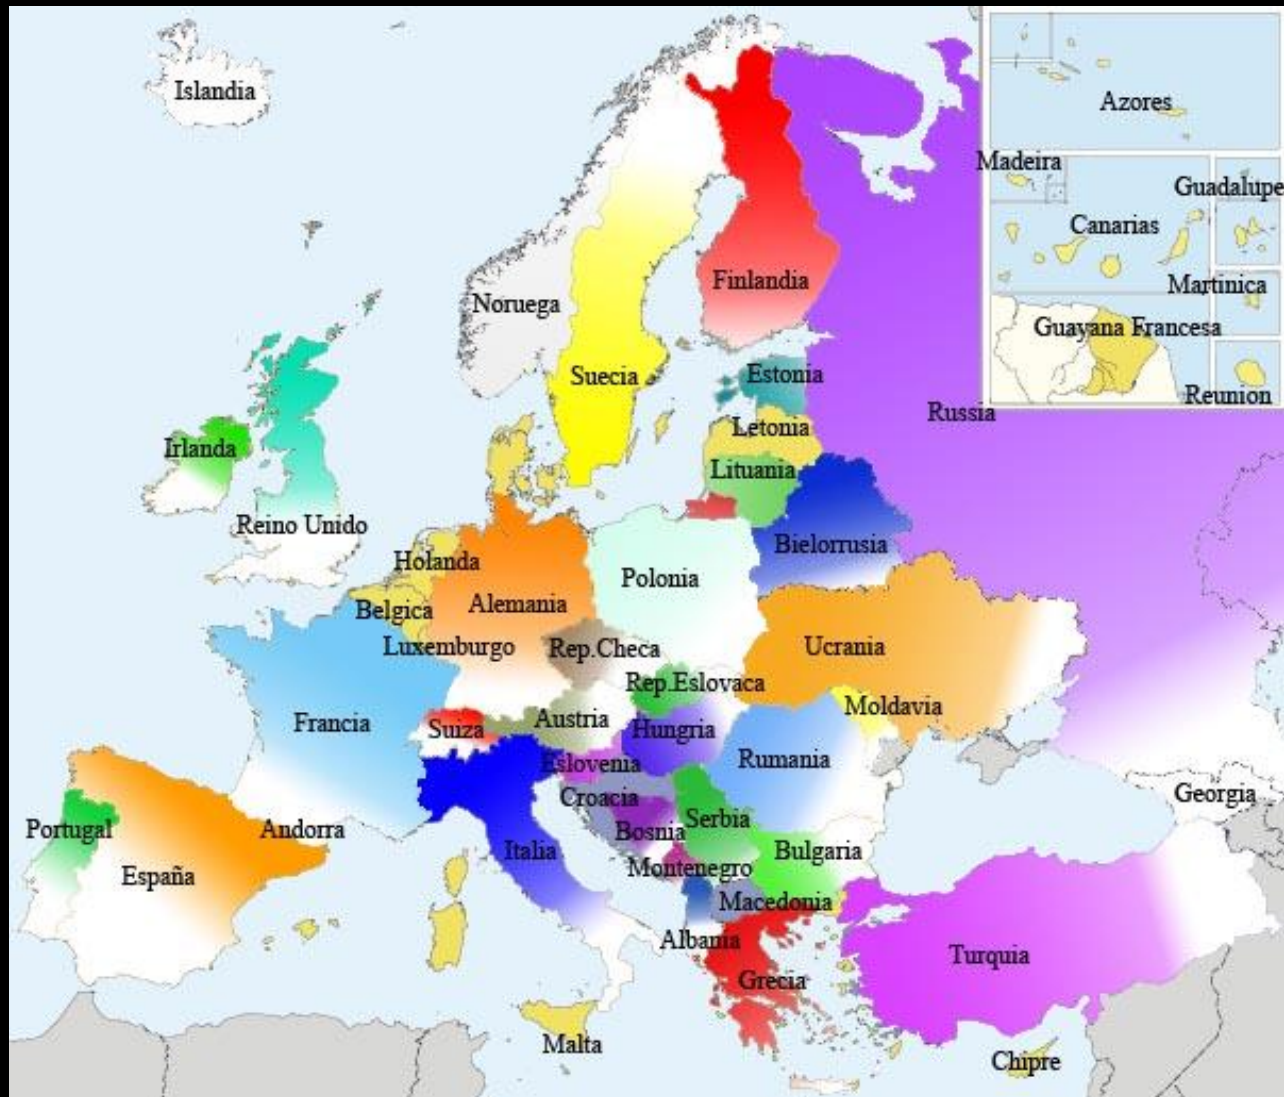 Islandia
Azores
Madeira
Guadalupe
Canarias
Finlandia
Martinica
Noruega
Guayana Francesa
Suecia
Estonia
Reunion
Russia
Letonia
Irlanda
Lituania
Reino Unido
Bielorrusia
Holanda
Polonia
Alemania
Belgica
Luxemburgo
Rep.Checa
Ucrania
Rep.Eslovaca
Moldavia
Francia
Austria
Suiza
Hungria
Rumania
Eslovenia
Georgia
Croacia
Serbia
Portugal
Andorra
Bosnia
Italia
Bulgaria
Montenegro
España
Macedonia
Albania
Turquia
Grecia
Malta
Chipre